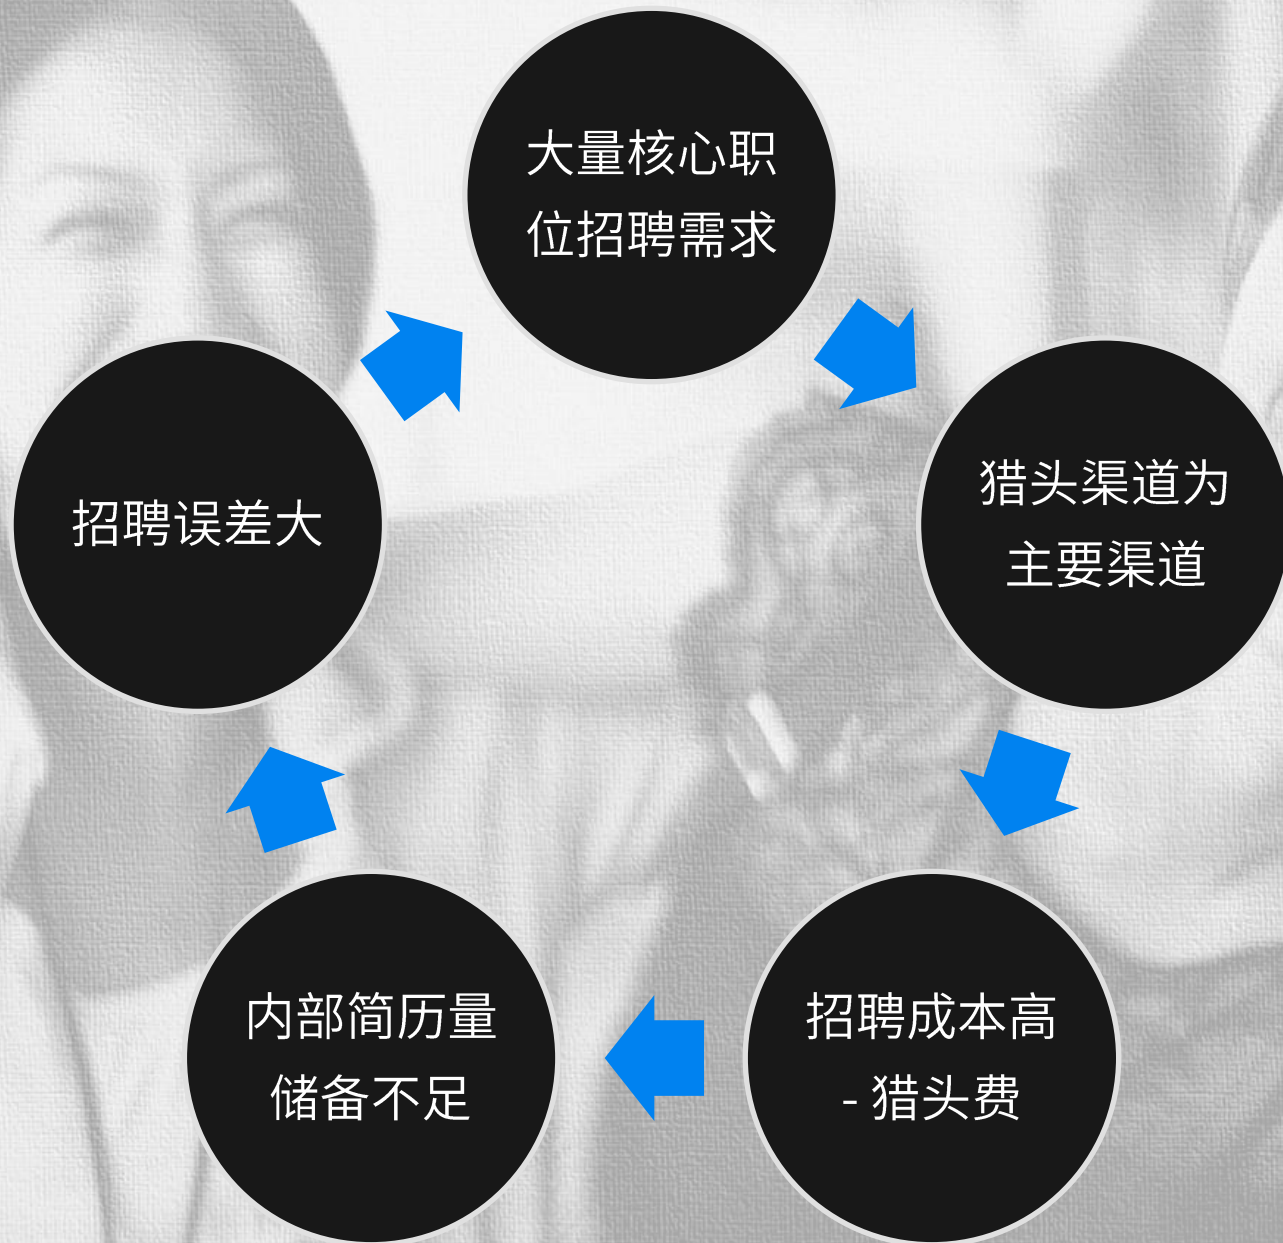 大量核心职
位招聘需求
猎头渠道为
主要渠道
招聘成本高
- 猎头费
内部简历量
储备不足
招聘误差大